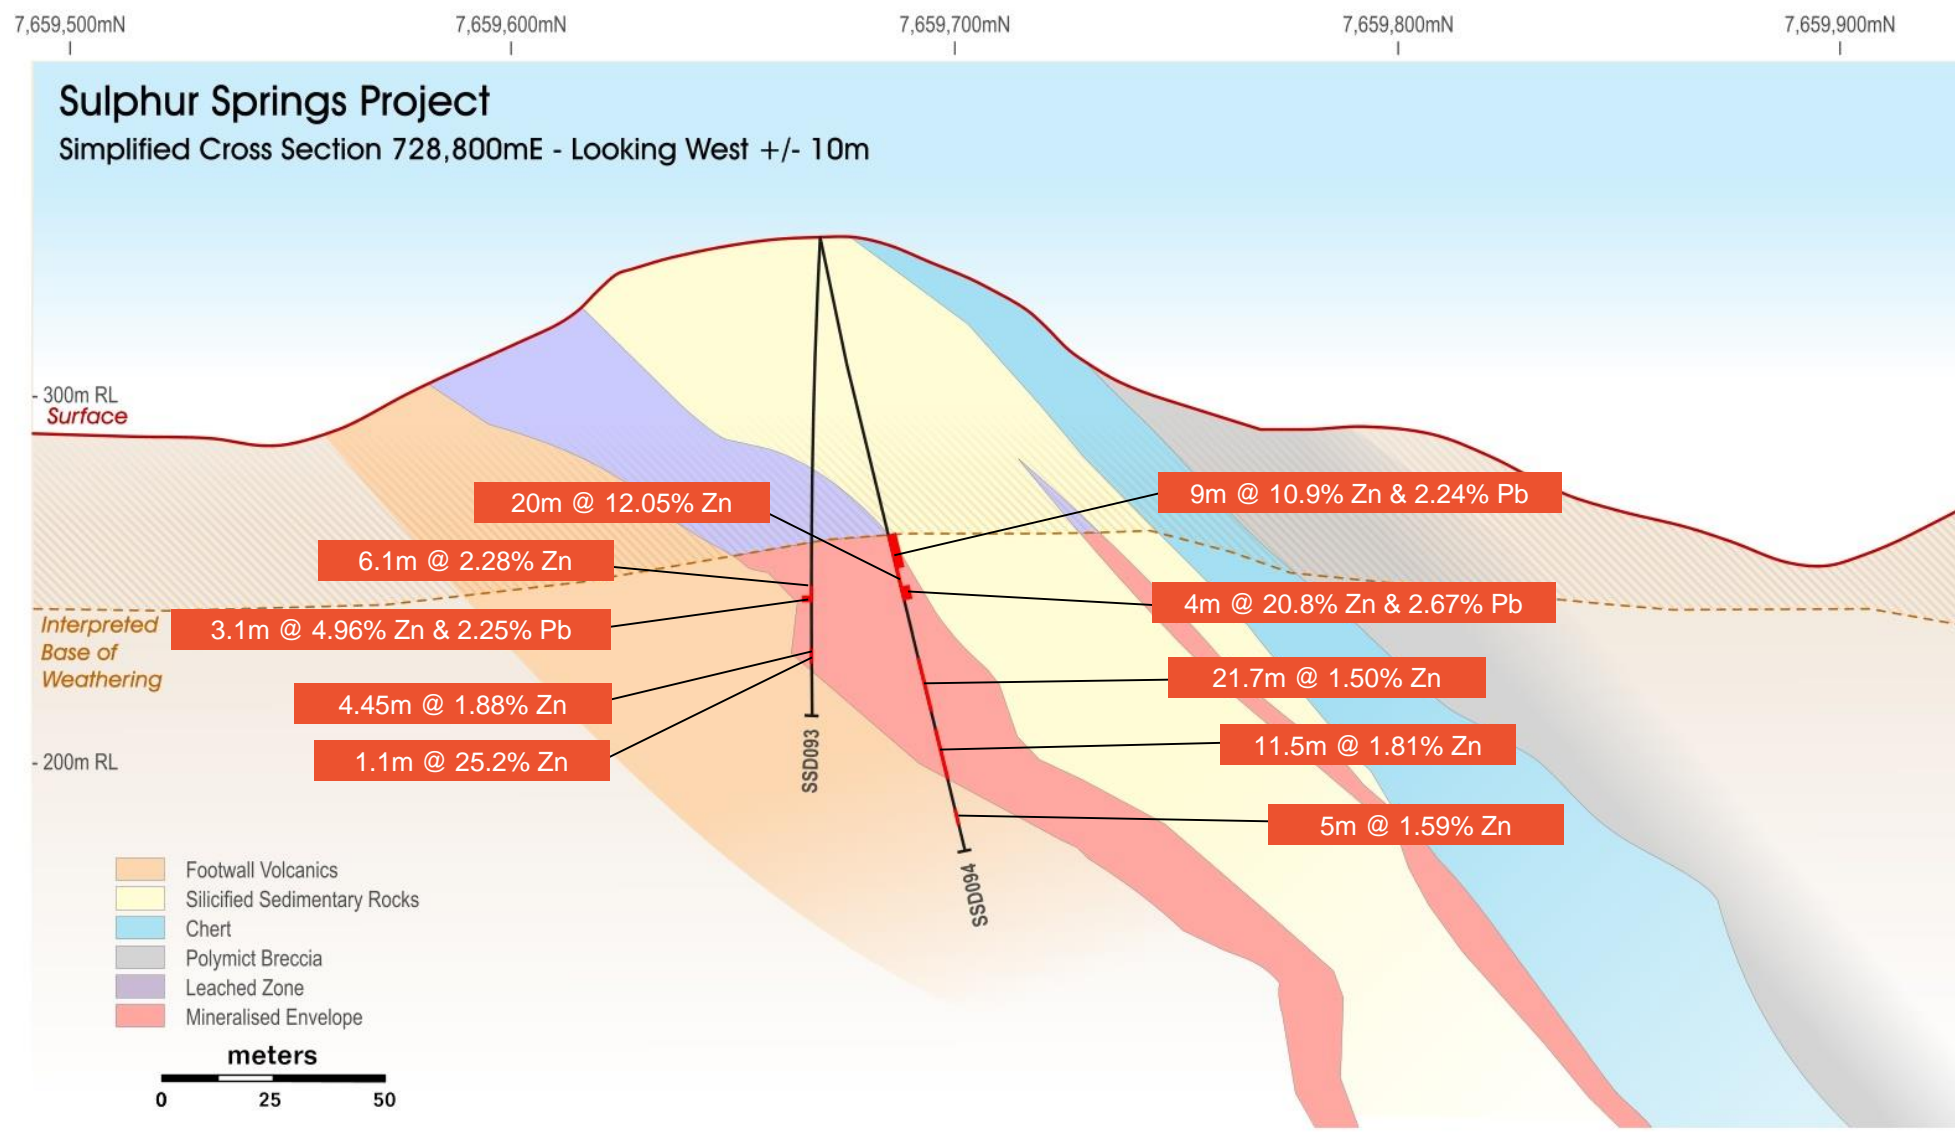 7,659,500mN
7,659,600mN
7,659,700mN
7,659,800mN
7,659,900mN
Sulphur Springs Project
Simplified Cross Section 728,800mE - Looking West +/- 10m
- 300m RL
Surface
20m @ 12.05% Zn
9m @ 10.9% Zn & 2.24% Pb
6.1m @ 2.28% Zn
4m @ 20.8% Zn & 2.67% Pb
3.1m @ 4.96% Zn & 2.25% Pb
Interpreted
Base of
Weathering
21.7m @ 1.50% Zn
4.45m @ 1.88% Zn
11.5m @ 1.81% Zn
1.1m @ 25.2% Zn
- 200m RL
SSD093
5m @ 1.59% Zn
SSD094
Footwall Volcanics
Silicified Sedimentary Rocks
Chert
Polymict Breccia
Leached Zone
Mineralised Envelope
meters
0 25 50